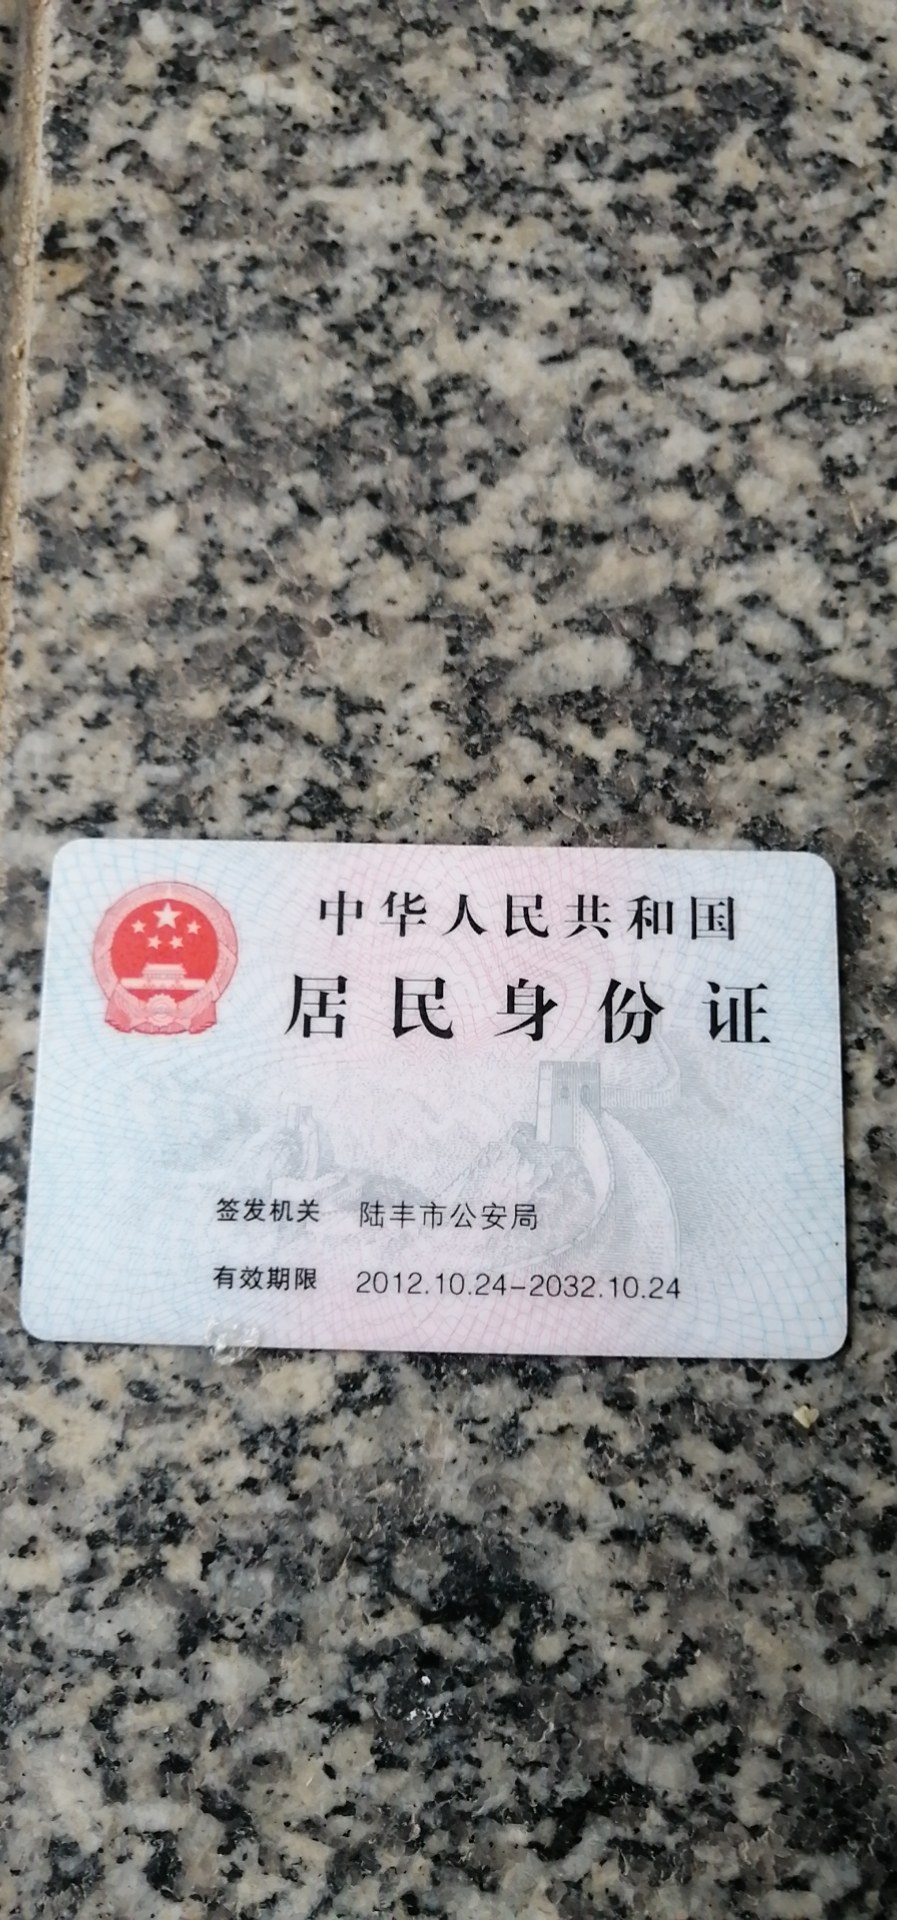 中华人民共和国
居民身份证
签发机关 陆丰市公安局
有效期限 2012.10.24-2032.10.24